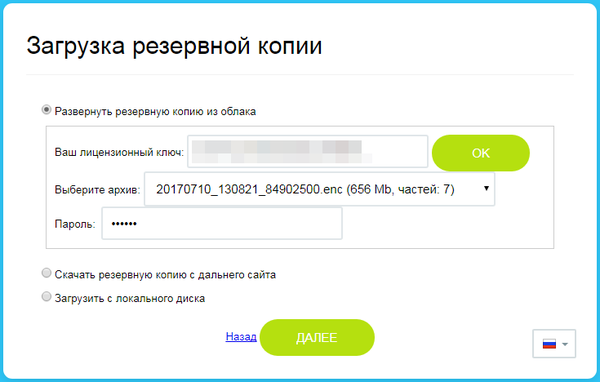 Загрузка резервной копии
Развернуть резервную копию из облака
Ваш лицензионный ключ: OK
Выберите архив: 20170710_130821_84902500.enc (656 Mb, частей: 7)
Пароль: ••••••
Скачать резервную копию с дальнего сайта
Загрузить с локального диска
Назад ДАЛЕЕ